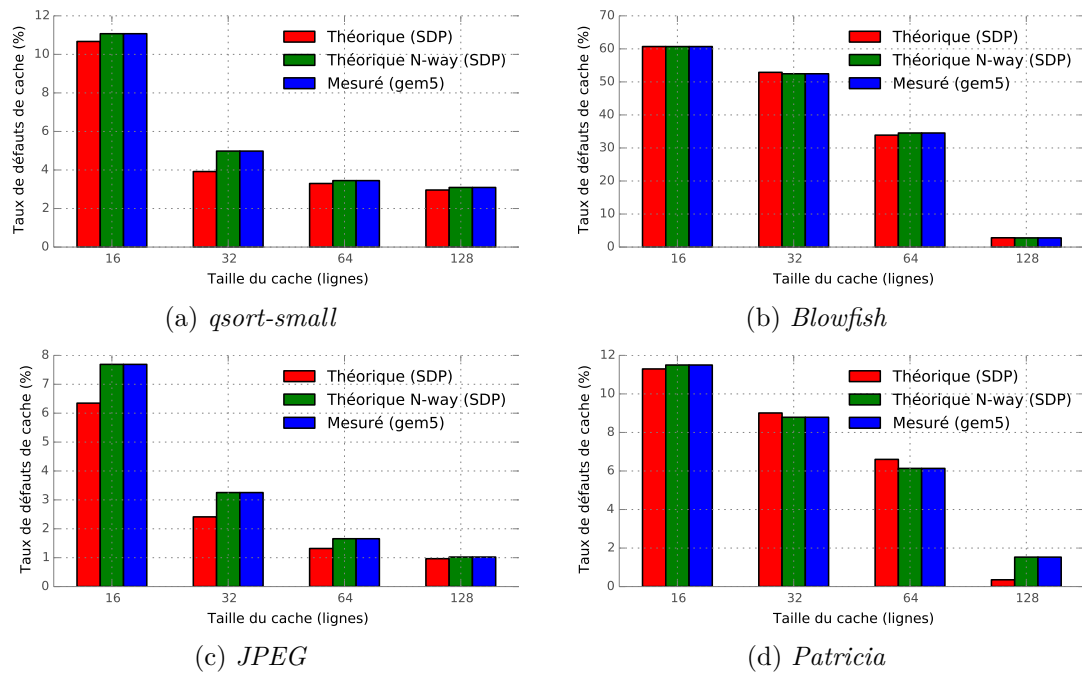 Taux de défauts de cache (%)
12
10
8
6
4
2
0
Théorique (SDP)
Théorique N-way (SDP)
Mesuré (gem5)
16 32 64 128
Taille du cache (lignes)
(a) qsort-small
Taux de défauts de cache (%)
70
60
50
40
30
20
10
0
Théorique (SDP)
Théorique N-way (SDP)
Mesuré (gem5)
16 32 64 128
Taille du cache (lignes)
(b) Blowfish
Taux de défauts de cache (%)
8
7
6
5
4
3
2
1
0
Théorique (SDP)
Théorique N-way (SDP)
Mesuré (gem5)
16 32 64 128
Taille du cache (lignes)
(c) JPEG
Taux de défauts de cache (%)
12
10
8
6
4
2
0
Théorique (SDP)
Théorique N-way (SDP)
Mesuré (gem5)
16 32 64 128
Taille du cache (lignes)
(d) Patricia